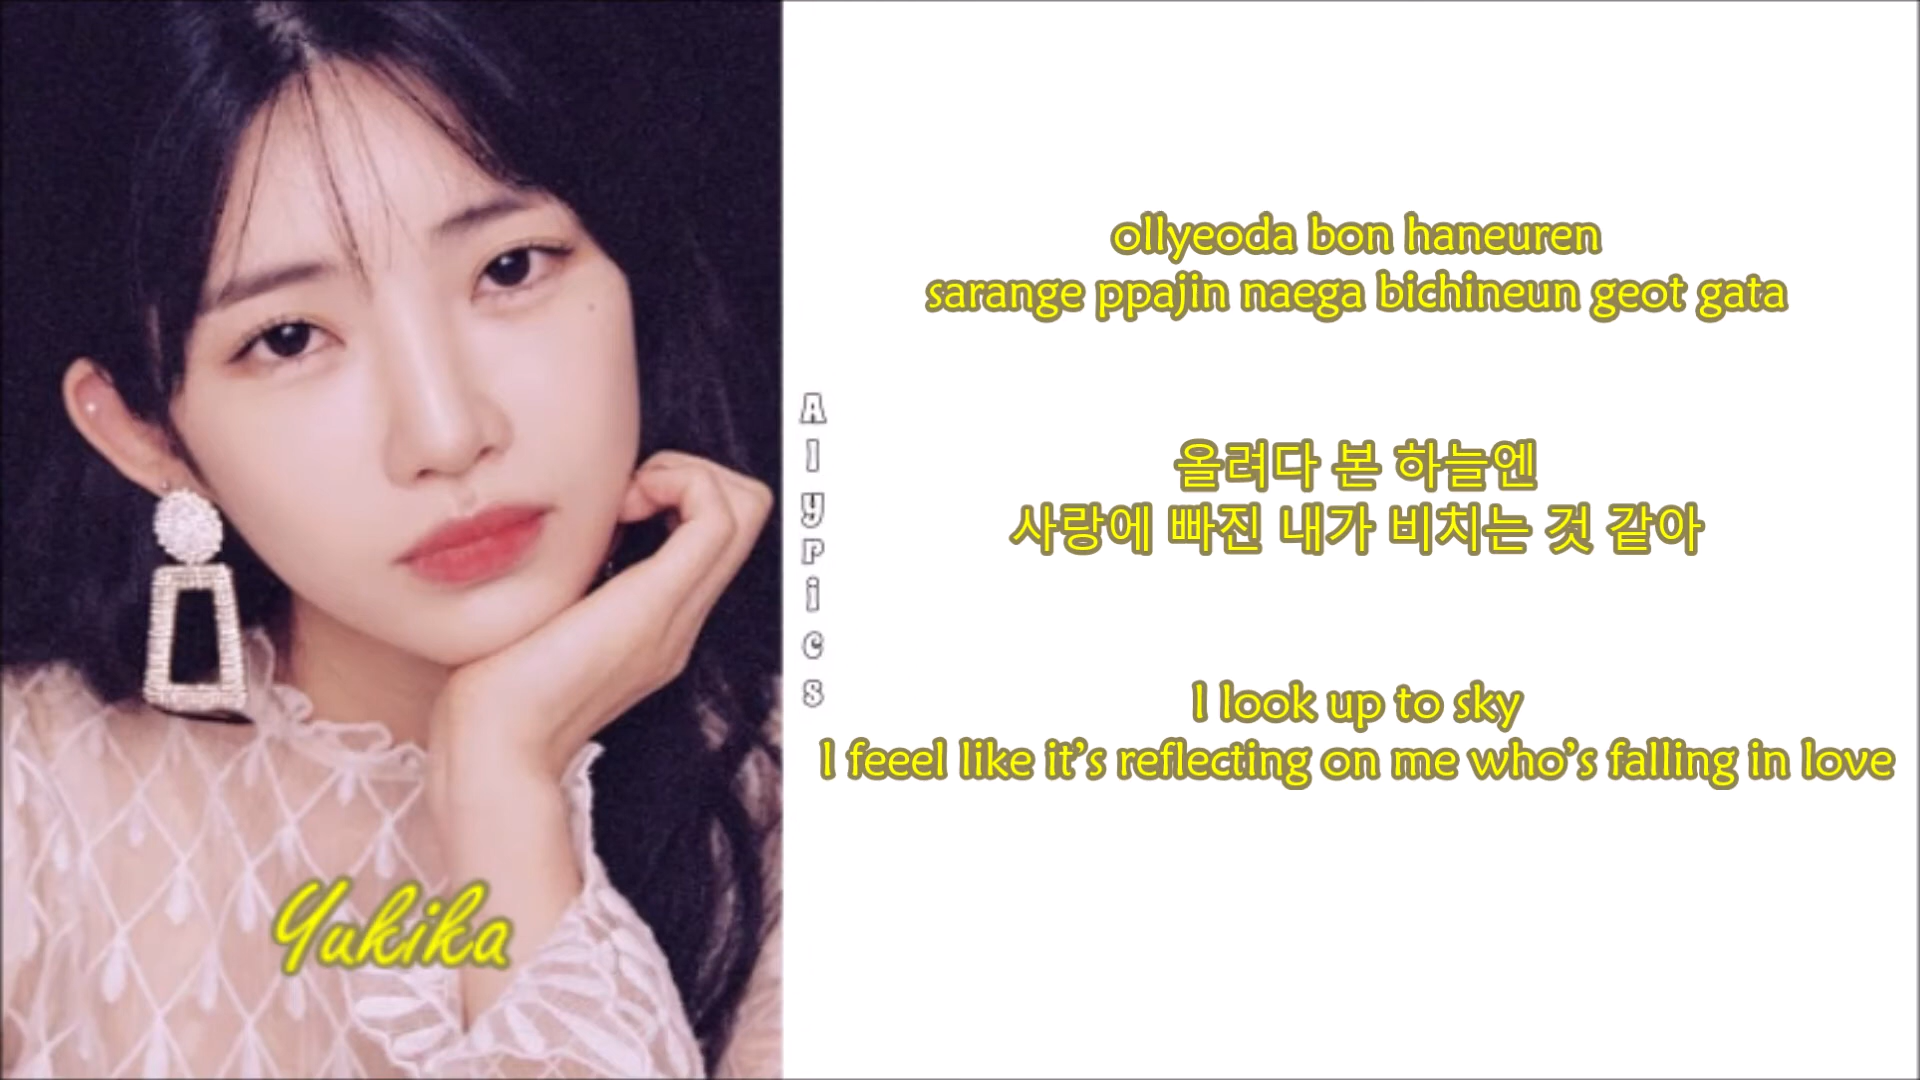 ollyeoda bon haneuren
sarange ppajin naega bichineun geot gata
올려다 본 하늘엔
사랑에 빠진 내가 비치는 것 같아
I look up to sky
I feeel like it's reflecting on me who's falling in love
Alypics
Yukika